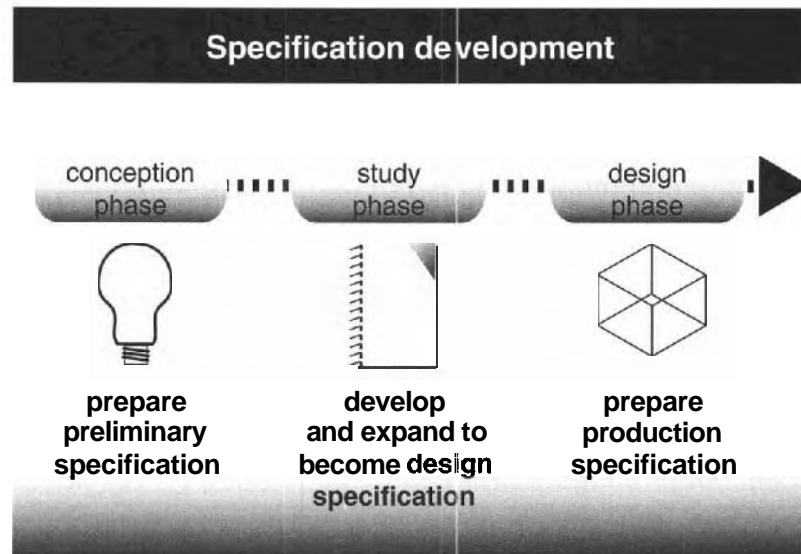 Specification development
conception
phase
study
phase
design
phase
prepare
preliminary
specification
develop
and expand to
become design
specification
prepare
production
specification